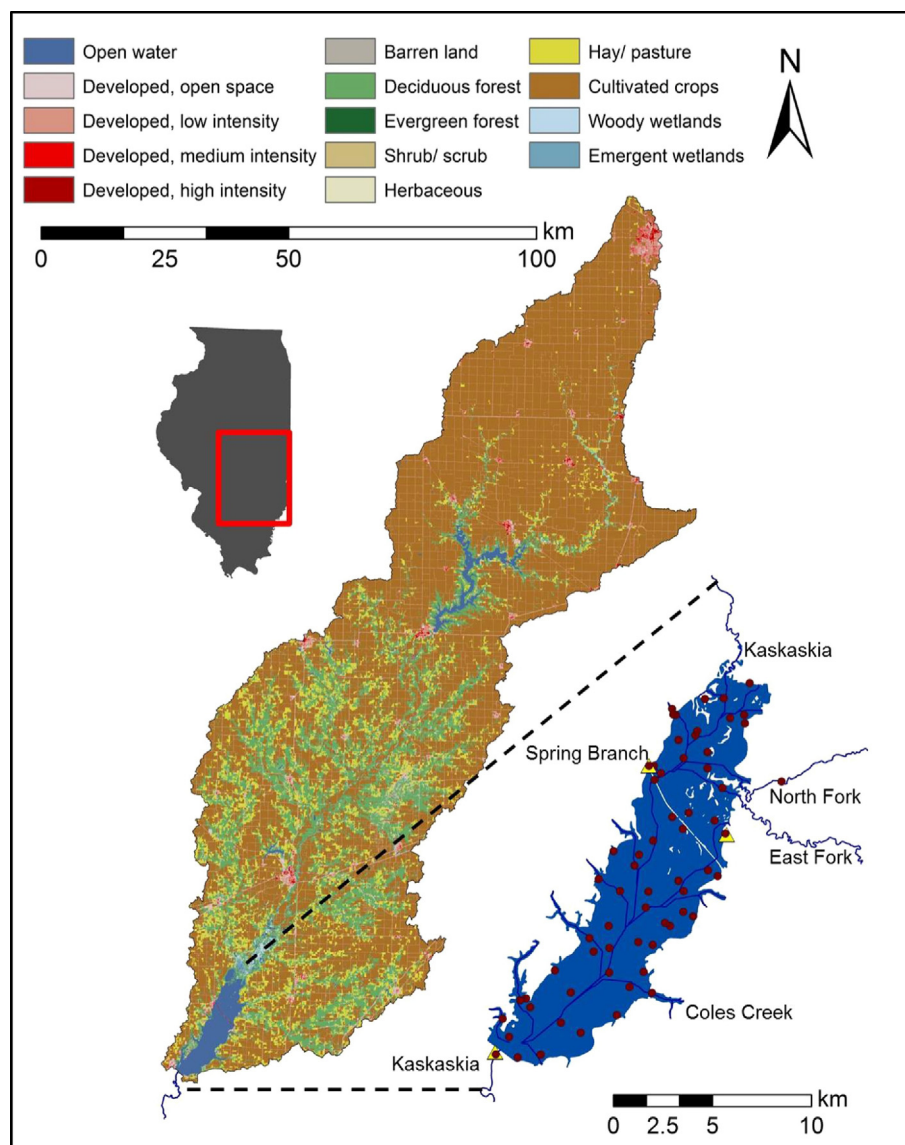 Open water
Developed, open space
Developed, low intensity
Developed, medium intensity
Developed, high intensity
Barren land
Deciduous forest
Evergreen forest
Shrub/ scrub
Herbaceous
Hay/ pasture
Cultivated crops
Woody wetlands
Emergent wetlands
N
km
0 25 50 100
Kaskaskia
Spring Branch
North Fork
East Fork
Coles Creek
Kaskaskia
km
0 2.5 5 10